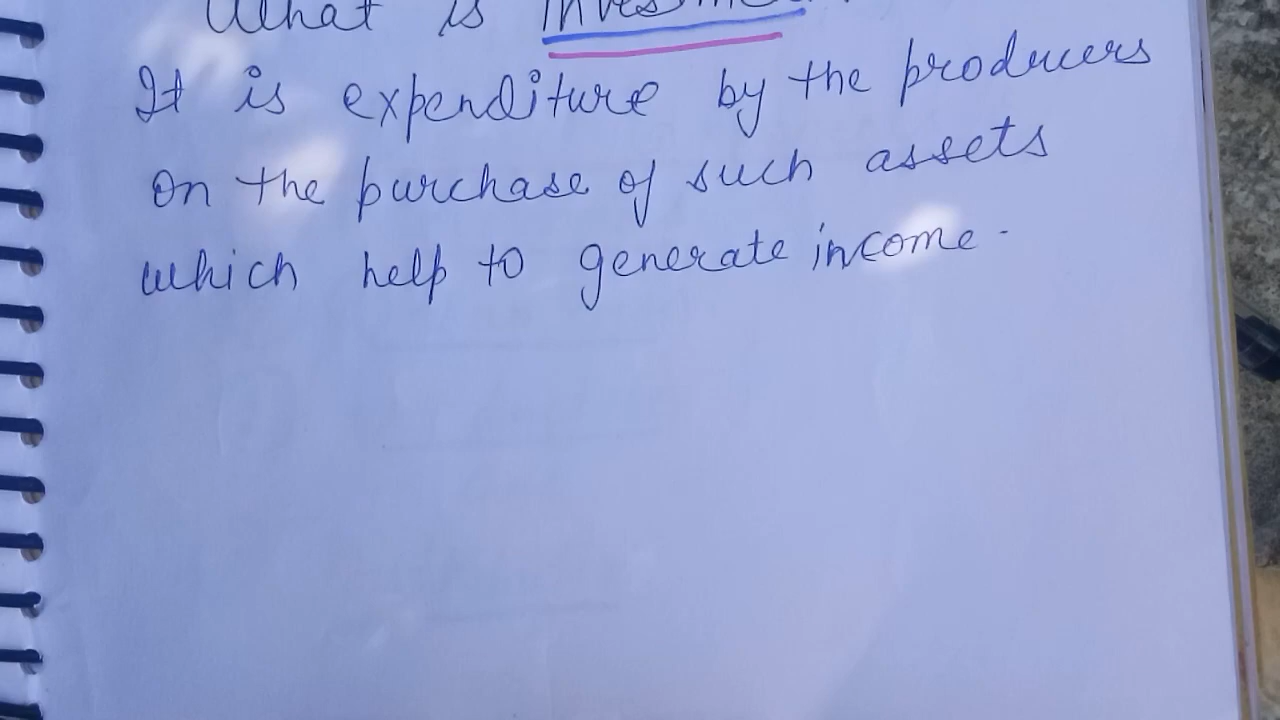 What is Investment
It is expenditure by the producers
on the purchase of such assets
which help to generate income.